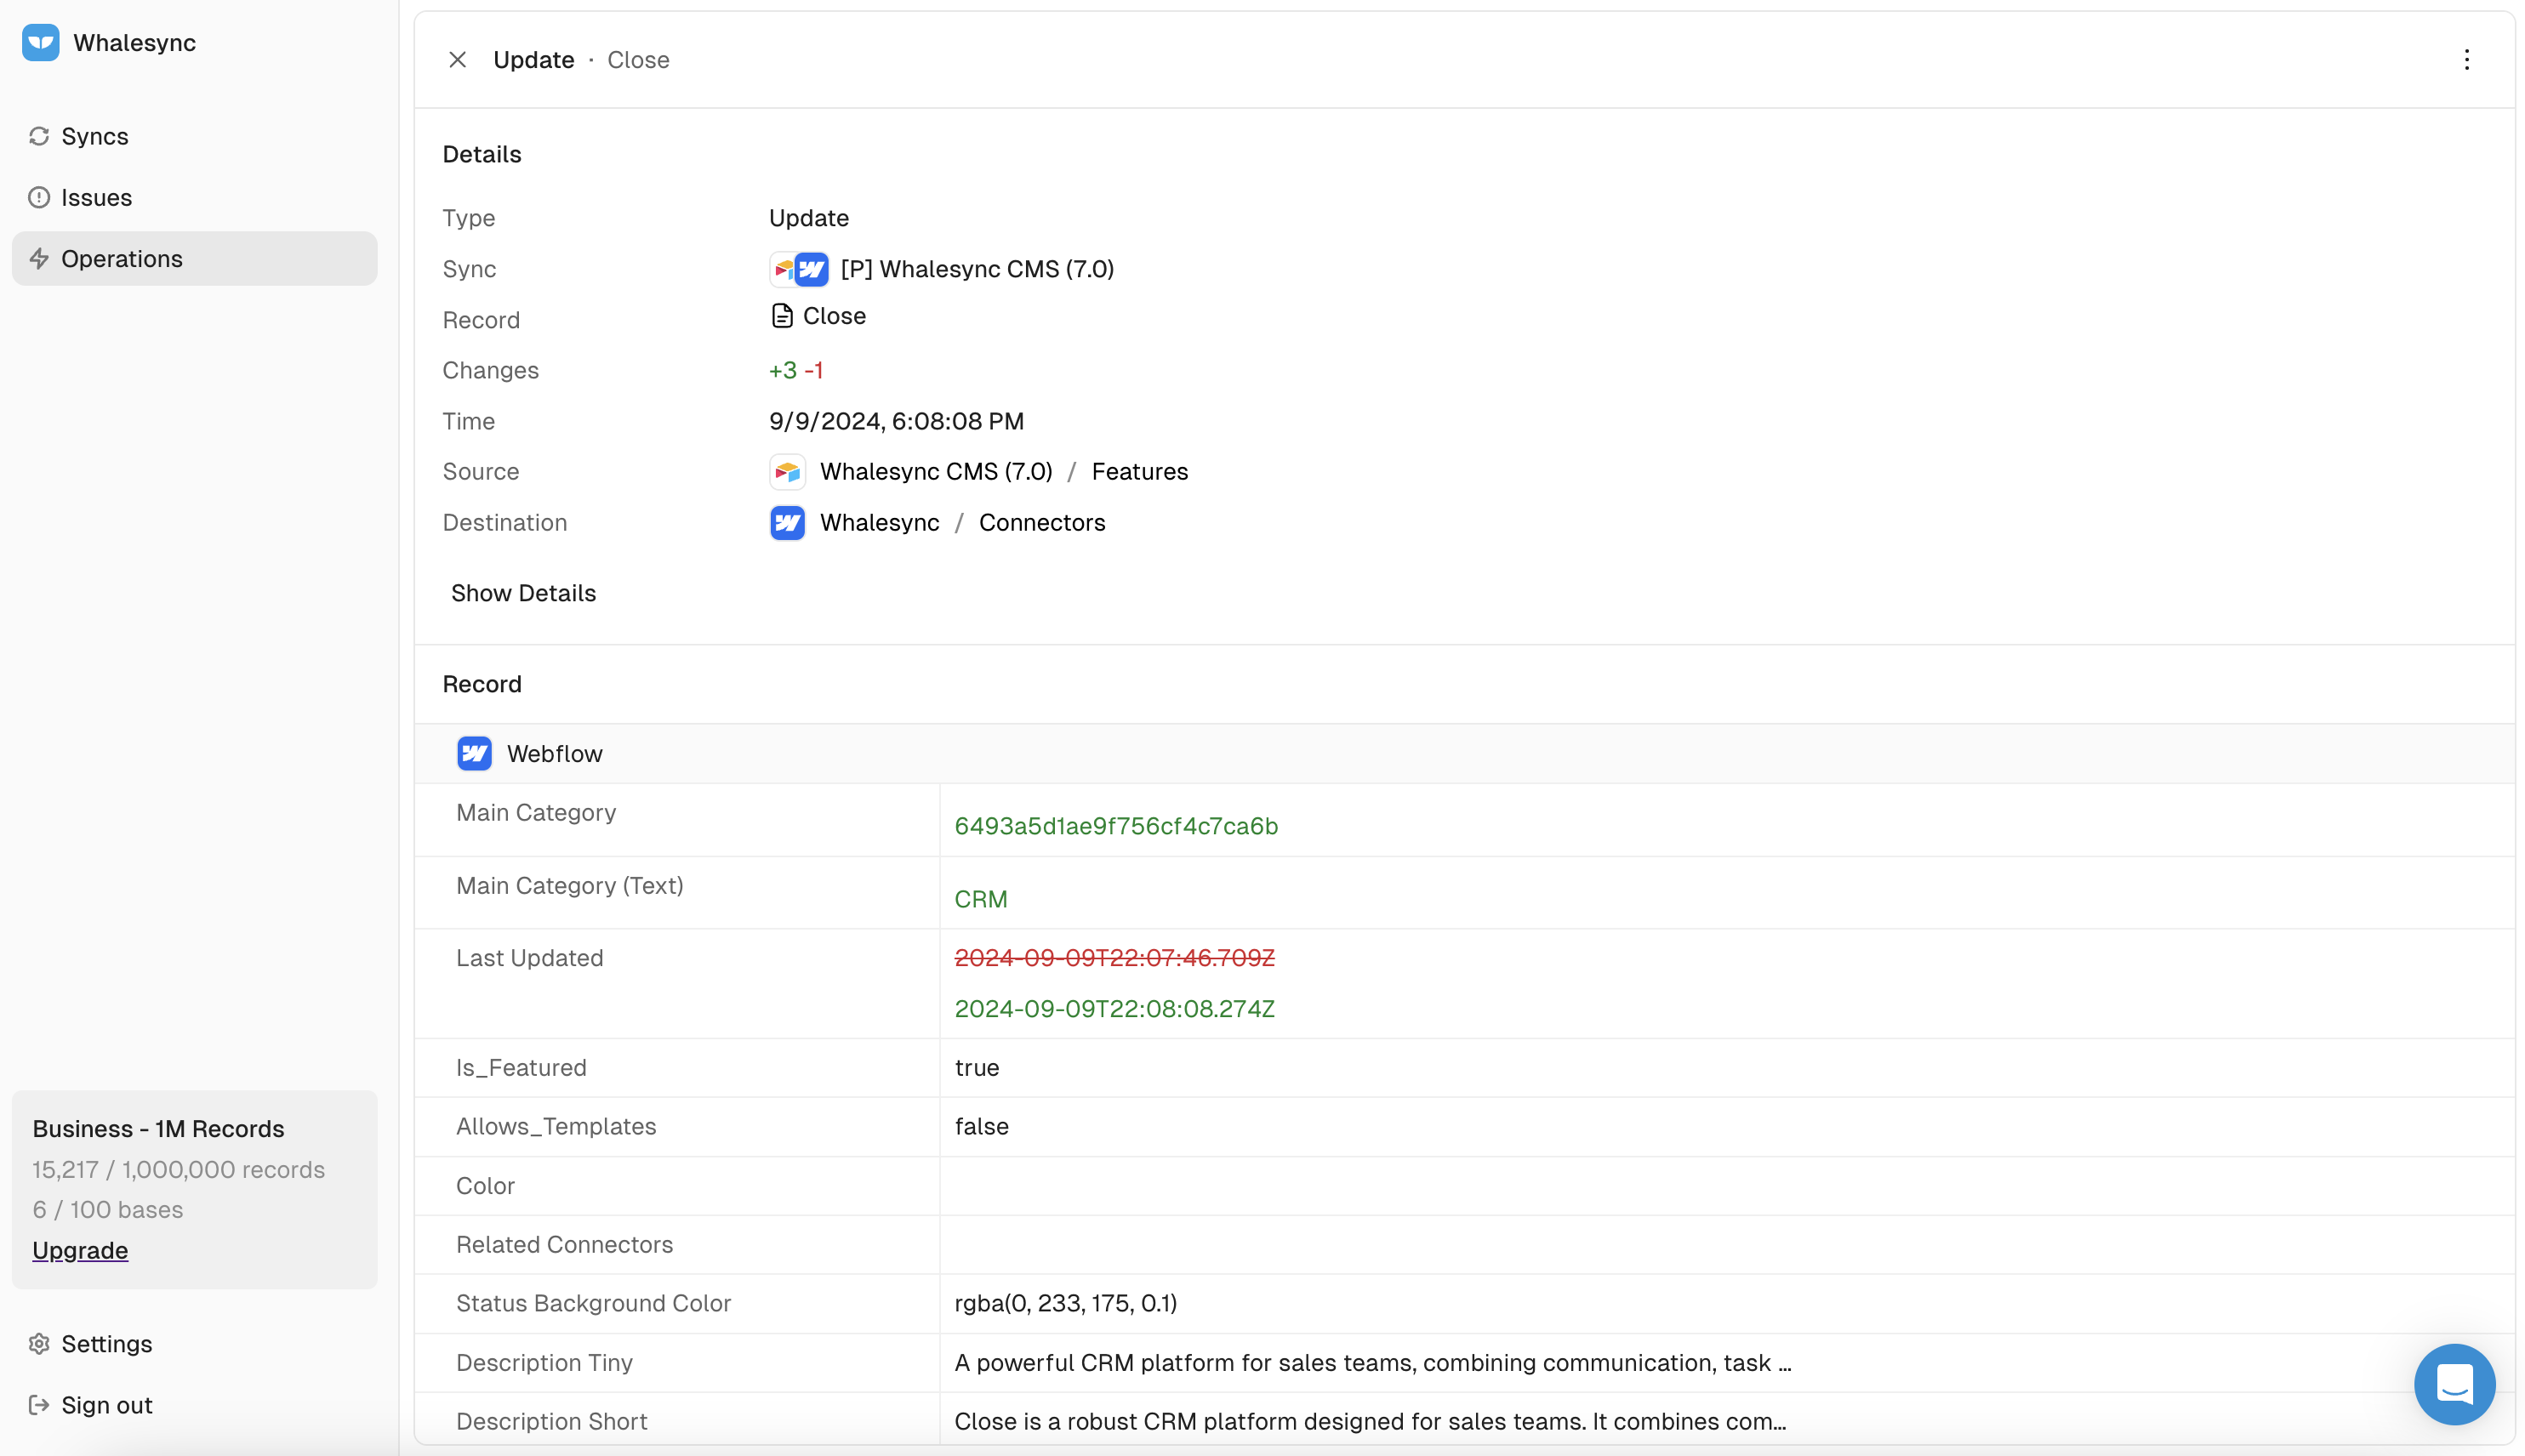 Whalesync
Syncs
Issues
Operations
Business - 1M Records
15,217 / 1,000,000 records
6 / 100 bases
Upgrade
Settings
Sign out
Update · Close
Details
Type Update
Sync [P] Whalesync CMS (7.0)
Record Close
Changes +3 -1
Time 9/9/2024, 6:08:08 PM
Source Whalesync CMS (7.0) / Features
Destination Whalesync / Connectors
Show Details
Record
Webflow
Main Category 6493a5d1ae9f756cf4c7ca6b
Main Category (Text) CRM
Last Updated 2024-09-09T22:07:46.709Z
2024-09-09T22:08:08.274Z
Is_Featured true
Allows_Templates false
Color
Related Connectors
Status Background Color rgba(0, 233, 175, 0.1)
Description Tiny A powerful CRM platform for sales teams, combining communication, task ...
Description Short Close is a robust CRM platform designed for sales teams. It combines com...